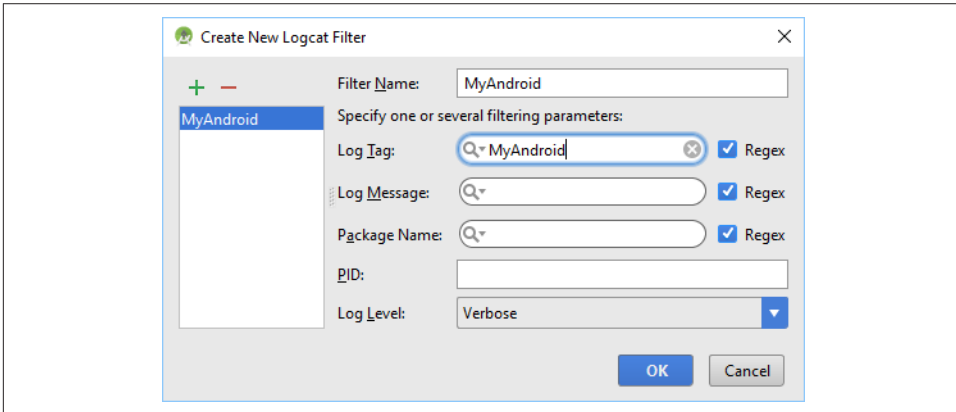 Create New Logcat Filter
Filter Name: MyAndroid
MyAndroid
Specify one or several filtering parameters:
Log Tag: MyAndroid Regex
Log Message: Regex
Package Name: Regex
PID:
Log Level: Verbose
OK Cancel